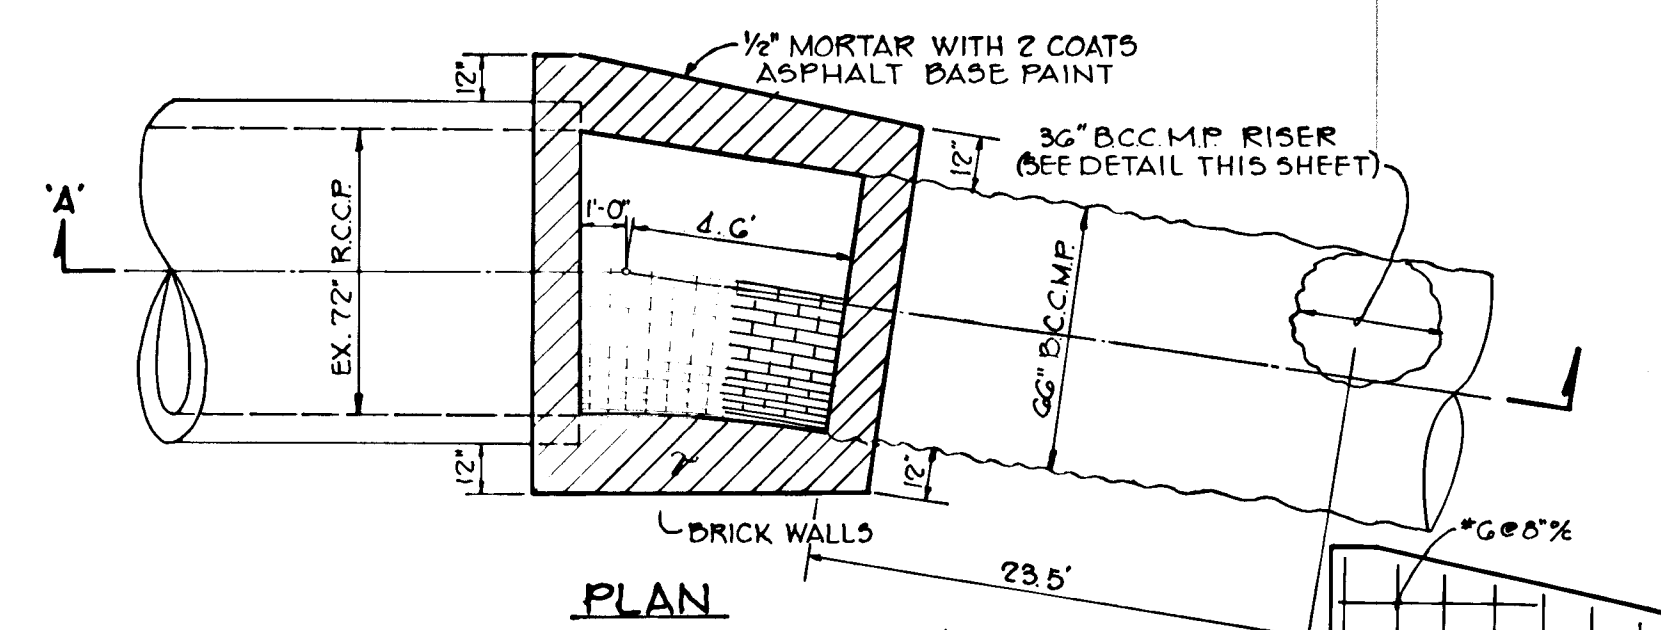 1/2" MORTAR WITH 2 COATS
ASPHALT BASE PAINT
12"
36" B.C.C.M.P. RISER
(SEE DETAIL THIS SHEET)
12"
'A'
1'-0"
4.6'
EX. 72" R.C.C.P.
66" B.C.C.M.P.
12"
12"
BRICK WALLS
#6@8" o/c
23.5'
PLAN